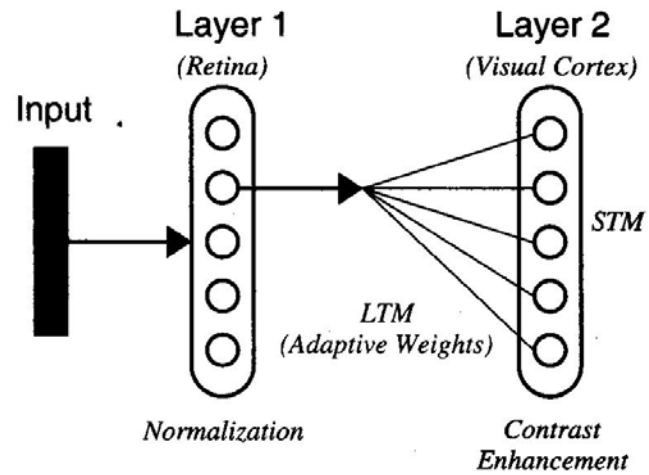 Layer 1
(Retina)
Layer 2
(Visual Cortex)
Input
STM
LTM
(Adaptive Weights)
Normalization
Contrast
Enhancement